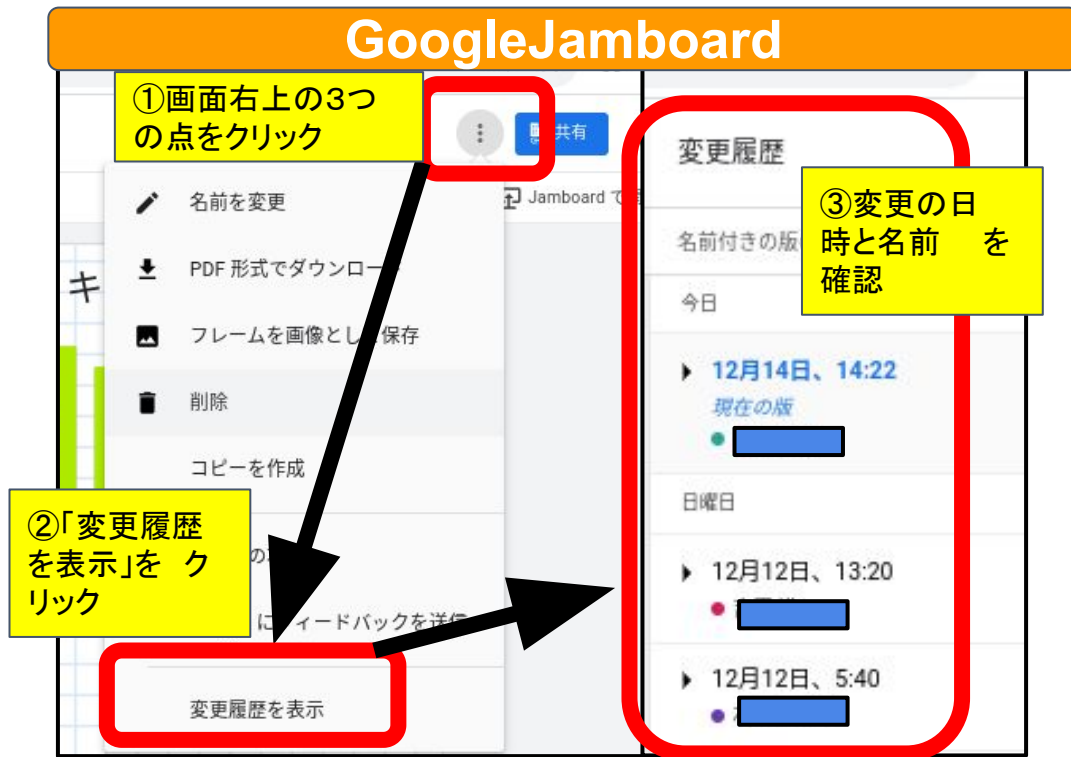 GoogleJamboard
①画面右上の3つ
の点をクリック
共有
Jamboard で
名前を変更
PDF 形式でダウンロード
フレームを画像として保存
削除
コピーを作成
②「変更履歴
を表示」を ク
リック
の
にフィードバックを送信
変更履歴を表示
変更履歴
③変更の日
時と名前 を
確認
名前付きの版
今日
12月14日、14:22
現在の版
日曜日
12月12日、13:20
12月12日、5:40
キ